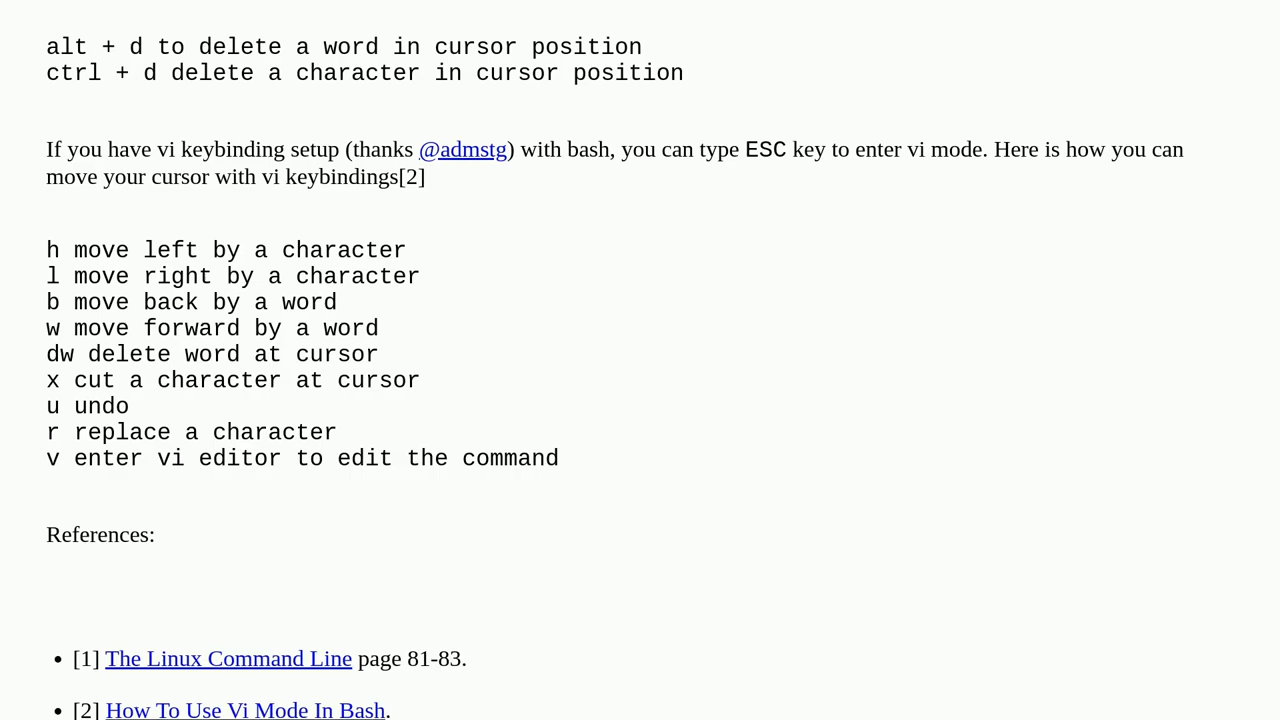 alt + d to delete a word in cursor position
ctrl + d delete a character in cursor position
If you have vi keybinding setup (thanks @admstg) with bash, you can type ESC key to enter vi mode. Here is how you can
move your cursor with vi keybindings[2]
h move left by a character
l move right by a character
b move back by a word
w move forward by a word
dw delete word at cursor
x cut a character at cursor
u undo
r replace a character
v enter vi editor to edit the command
References:
• [1] The Linux Command Line page 81-83.
• [2] How To Use Vi Mode In Bash.